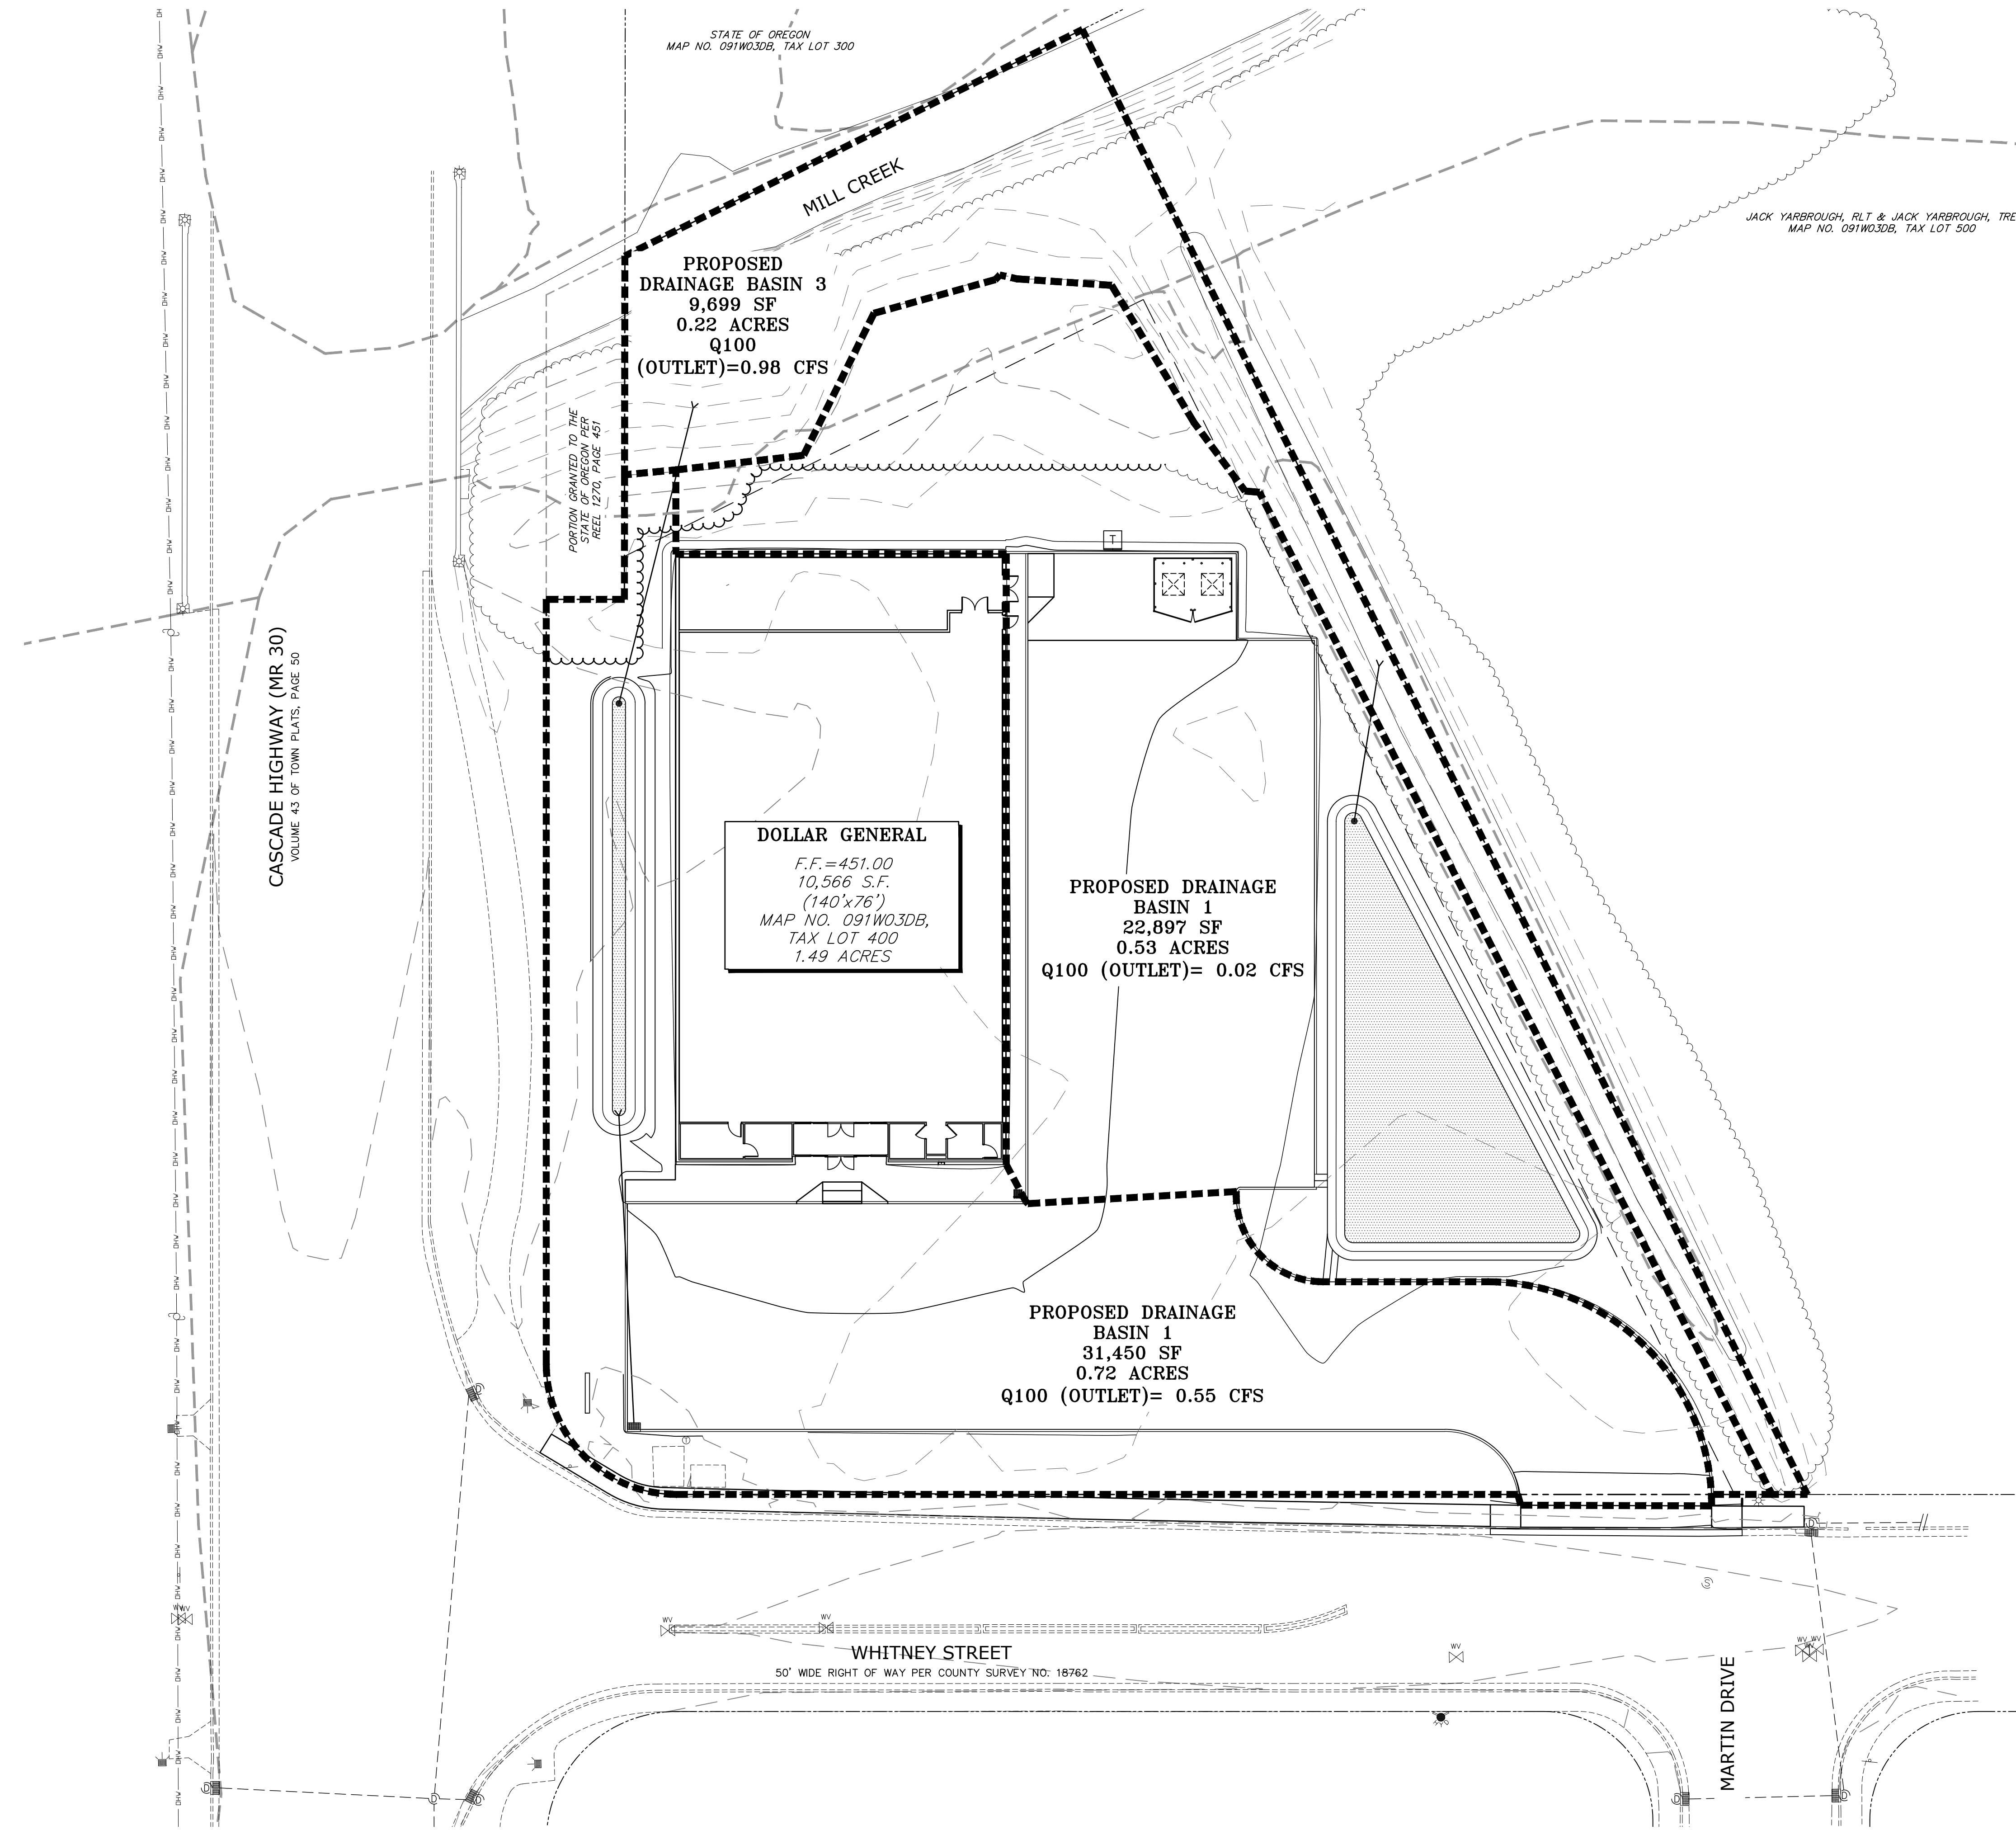 STATE OF OREGON
MAP NO. 091W03DB, TAX LOT 300
MILL CREEK
JACK YARBROUGH, RLT & JACK YARBROUGH, TRE
MAP NO. 091W03DB, TAX LOT 500
PROPOSED
DRAINAGE BASIN 3
9,699 SF
0.22 ACRES
Q100
(OUTLET)=0.98 CFS
PORTION GRANTED TO THE
STATE OF OREGON PER
REEL 1270, PAGE 451
T
CASCADE HIGHWAY (MR 30)
VOLUME 43 OF TOWN PLATS, PAGE 50
DOLLAR GENERAL
F.F.=451.00
10,566 S.F.
(140'x76')
MAP NO. 091W03DB,
TAX LOT 400
1.49 ACRES
PROPOSED DRAINAGE
BASIN 1
22,897 SF
0.53 ACRES
Q100 (OUTLET)= 0.02 CFS
PROPOSED DRAINAGE
BASIN 1
31,450 SF
0.72 ACRES
Q100 (OUTLET)= 0.55 CFS
WV
WV
WV
WV
WHITNEY STREET
50' WIDE RIGHT OF WAY PER COUNTY SURVEY NO. 18762
MARTIN DRIVE